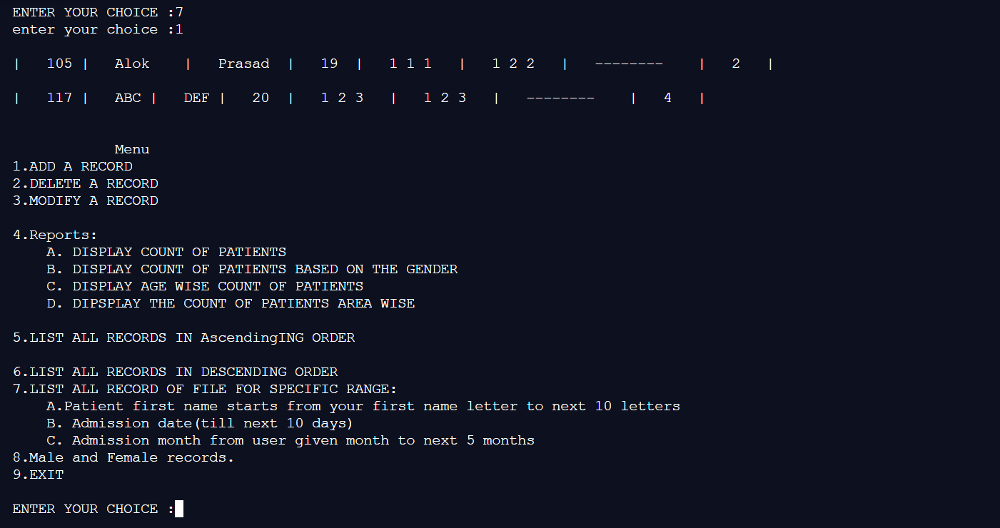 ENTER YOUR CHOICE :7
enter your choice :1
|   105 |   Alok    |   Prasad  |   19  |   1 1 1   |   1 2 2   |   --------    |   2   |
|   117 |   ABC |   DEF |   20  |   1 2 3   |   1 2 3   |   --------    |   4   |
Menu
1.ADD A RECORD
2.DELETE A RECORD
3.MODIFY A RECORD
4.Reports:
A. DISPLAY COUNT OF PATIENTS
B. DISPLAY COUNT OF PATIENTS BASED ON THE GENDER
C. DISPLAY AGE WISE COUNT OF PATIENTS
D. DIPSPLAY THE COUNT OF PATIENTS AREA WISE
5.LIST ALL RECORDS IN AscendingING ORDER
6.LIST ALL RECORDS IN DESCENDING ORDER
7.LIST ALL RECORD OF FILE FOR SPECIFIC RANGE:
A.Patient first name starts from your first name letter to next 10 letters
B. Admission date(till next 10 days)
C. Admission month from user given month to next 5 months
8.Male and Female records.
9.EXIT
ENTER YOUR CHOICE :